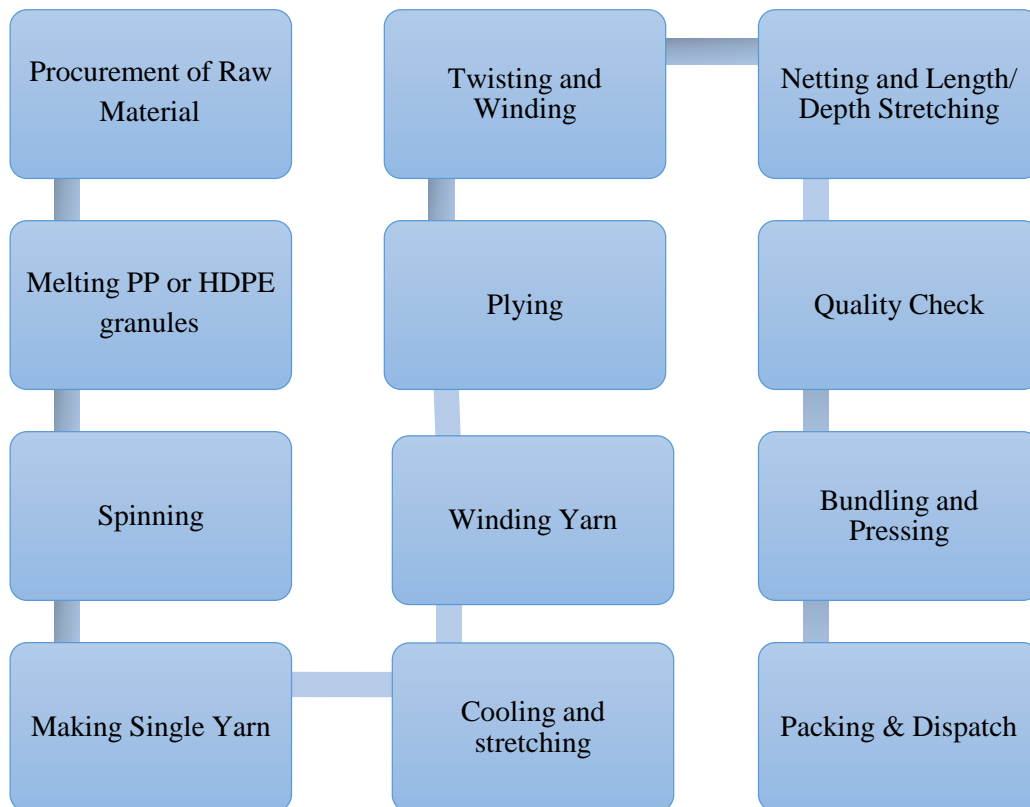 Procurement of Raw
Material
Melting PP or HDPE
granules
Spinning
Making Single Yarn
Cooling and
stretching
Winding Yarn
Plying
Twisting and
Winding
Netting and Length/
Depth Stretching
Quality Check
Bundling and
Pressing
Packing & Dispatch